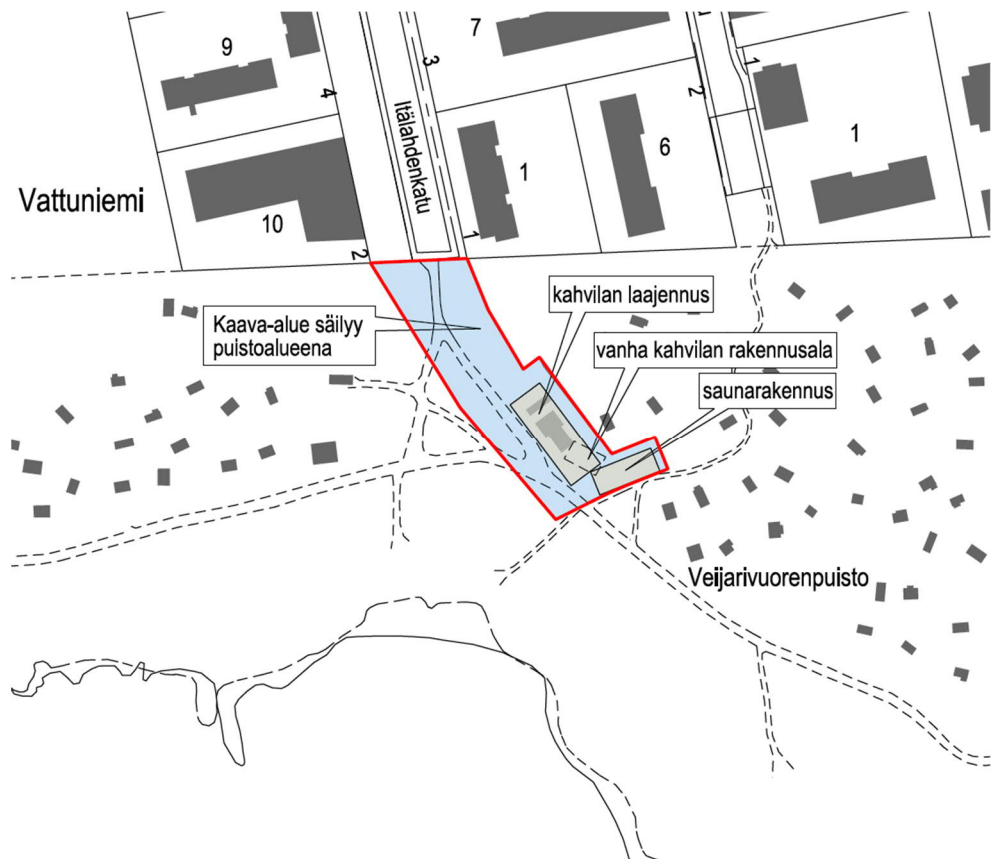 9
7
3
1
4
2
Itälahdenkatu
1
6
1
Vattuniemi
10
2
1
kahvilan laajennus
Kaava-alue säilyy
puistoalueena
vanha kahvilan rakennusala
saunarakennus
Veijarivuorenpuisto